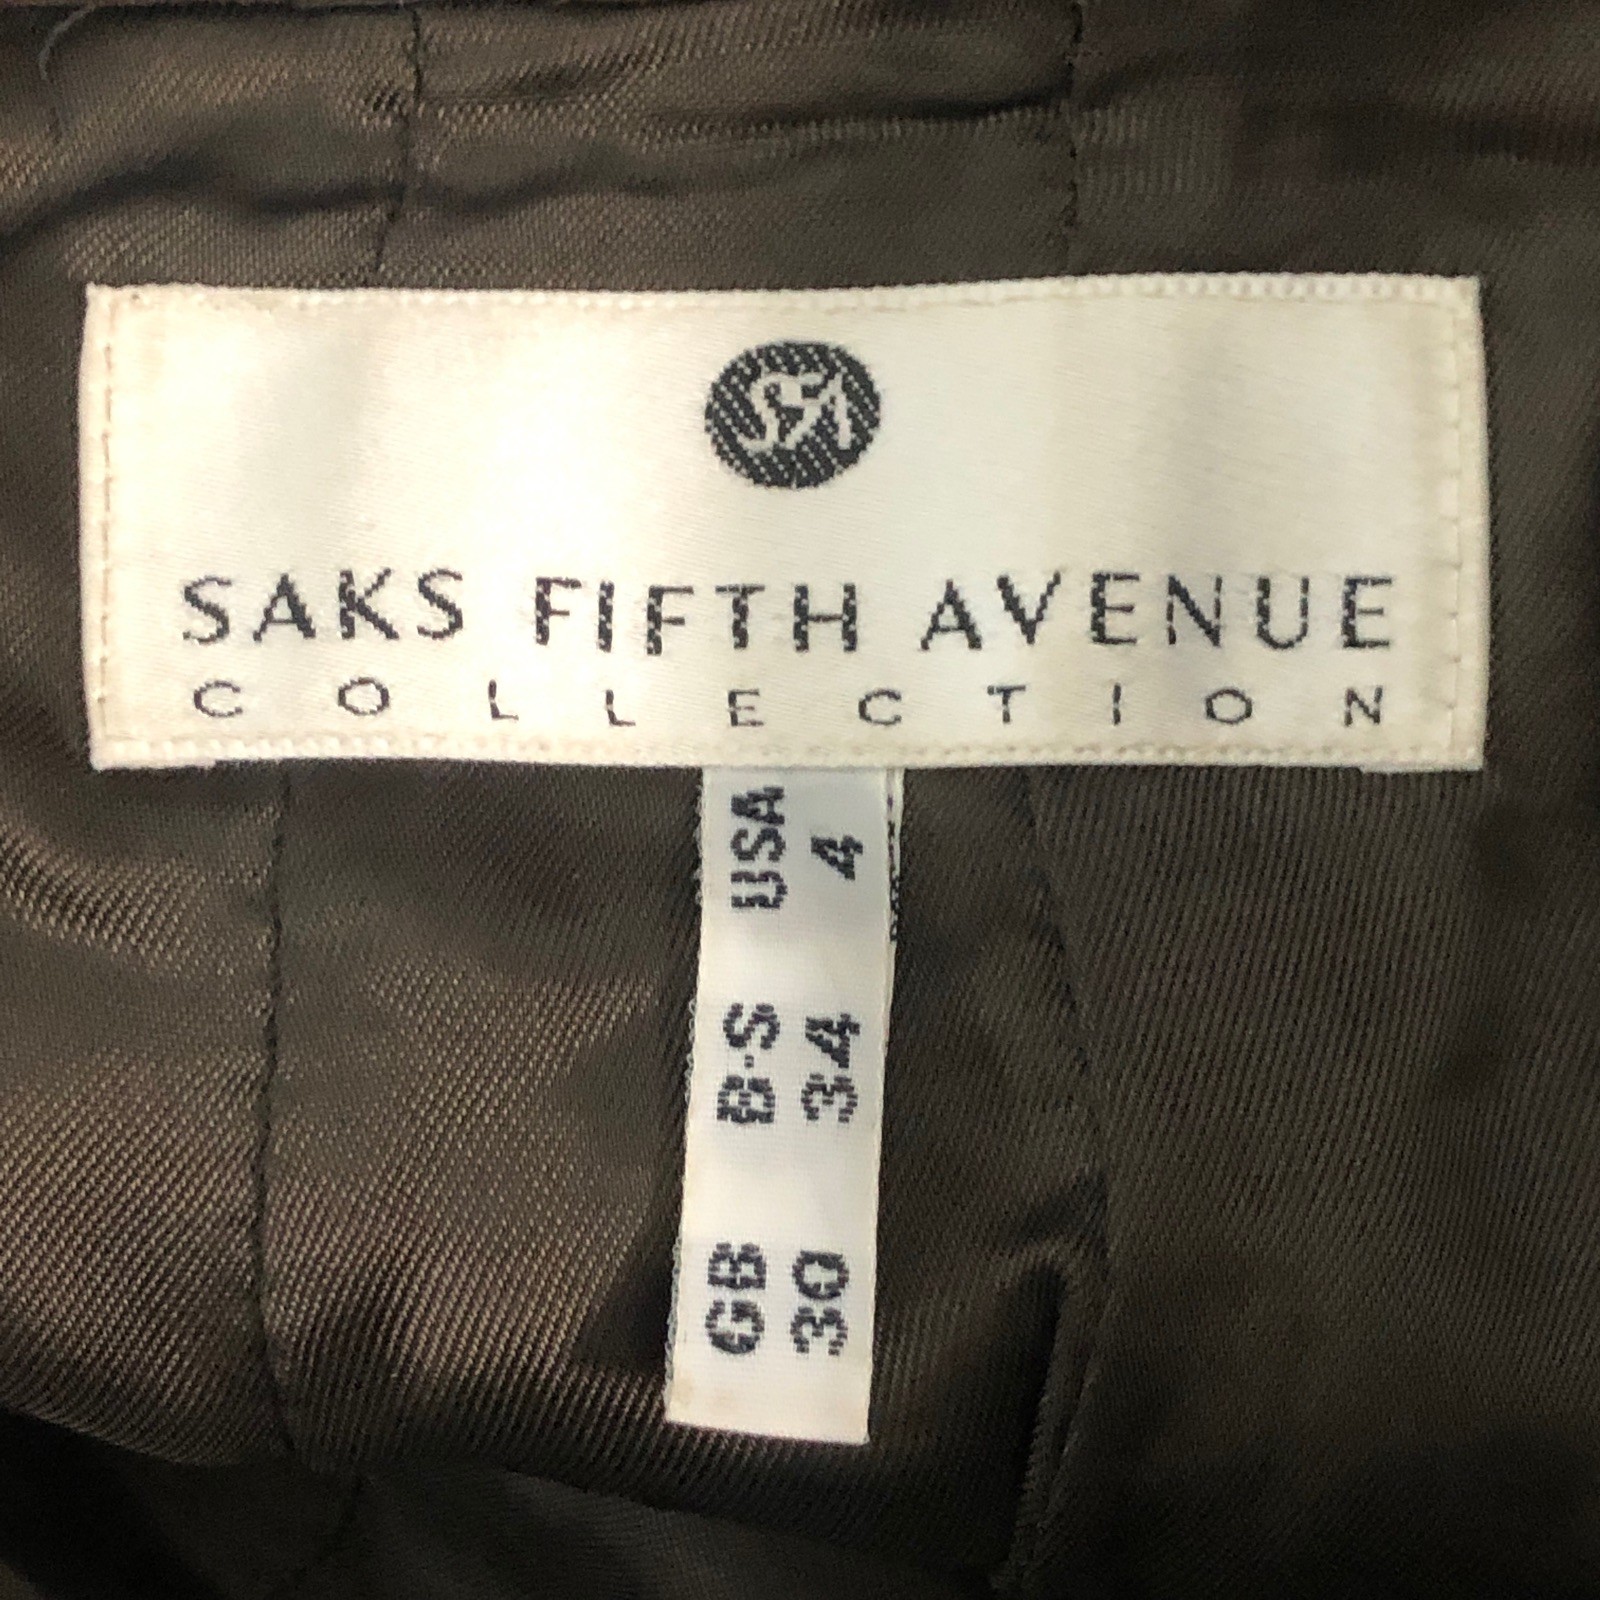 SAKS FIFTH AVENUE
COLLECTION
USA 4
B-S 34
GB 30